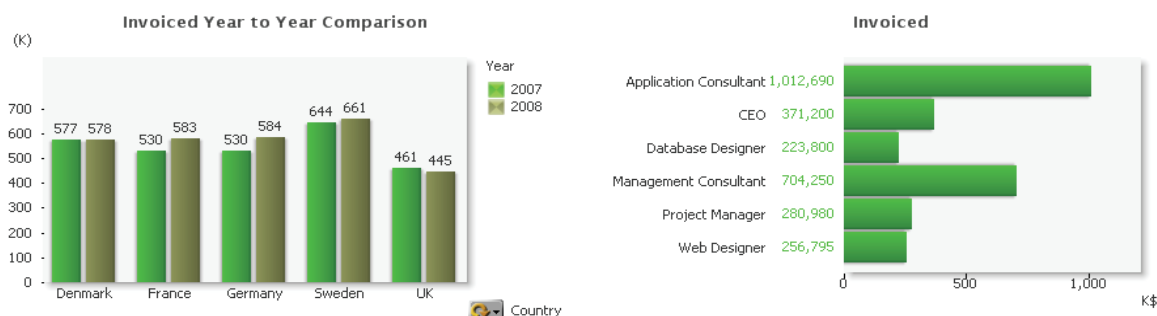 Invoiced Year to Year Comparison
(K)
Year
2007
2008
700
600
500
400
300
200
100
0
577 578
530 583
530 584
644 661
461 445
Denmark France Germany Sweden UK
Country
Invoiced
Application Consultant 1,012,690
CEO 371,200
Database Designer 223,800
Management Consultant 704,250
Project Manager 280,980
Web Designer 256,795
0 500 1,000
K$